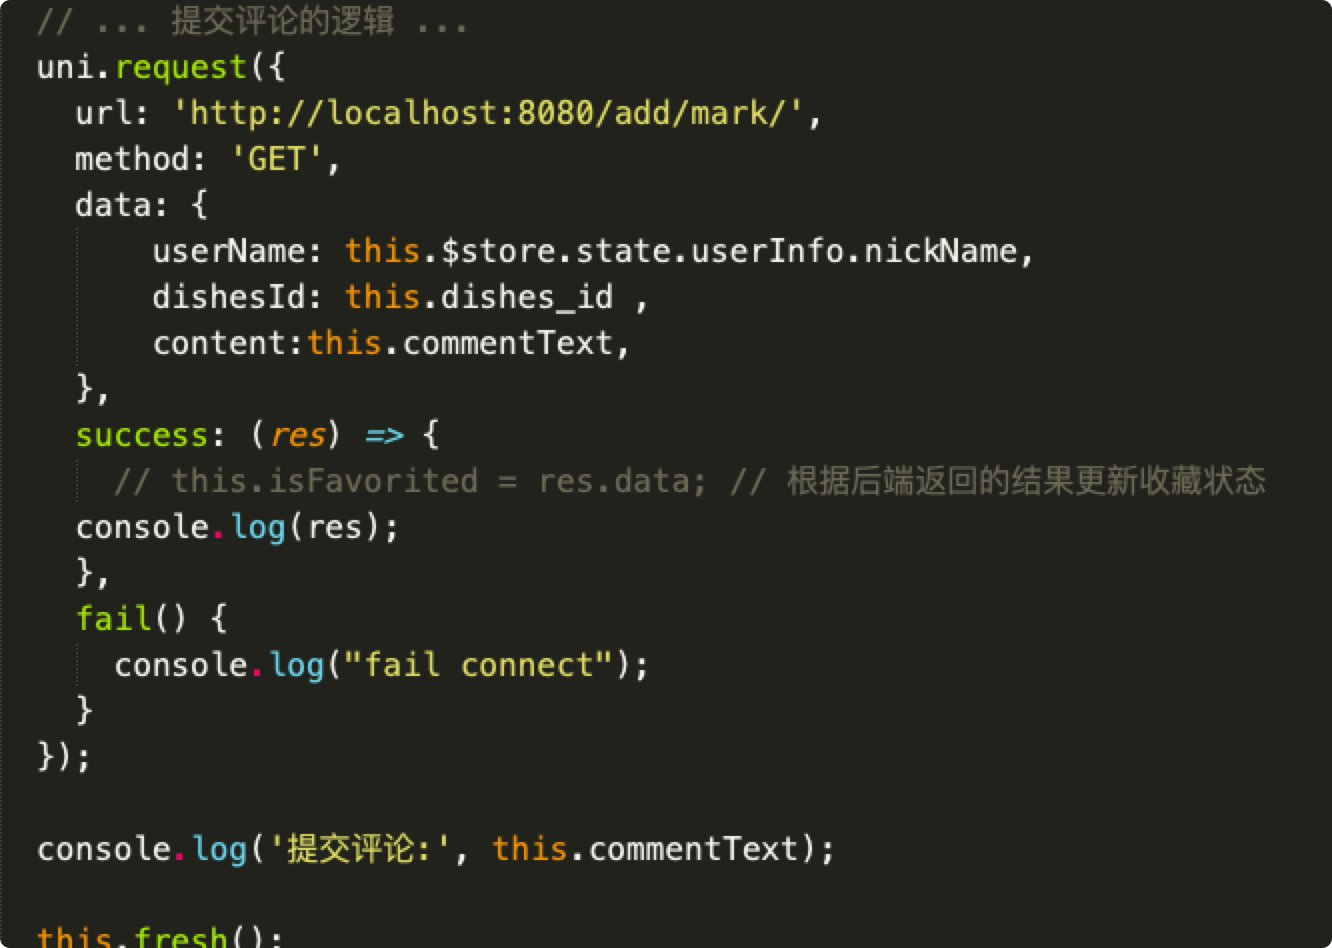 // ... 提交评论的逻辑 ...
uni.request({
url: 'http://localhost:8080/add/mark/',
method: 'GET',
data: {
userName: this.$store.state.userInfo.nickName,
dishesId: this.dishes_id ,
content:this.commentText,
},
success: (res) => {
// this.isFavorited = res.data; // 根据后端返回的结果更新收藏状态
console.log(res);
},
fail() {
console.log("fail connect");
}
});
console.log('提交评论:', this.commentText);
this.fresh();